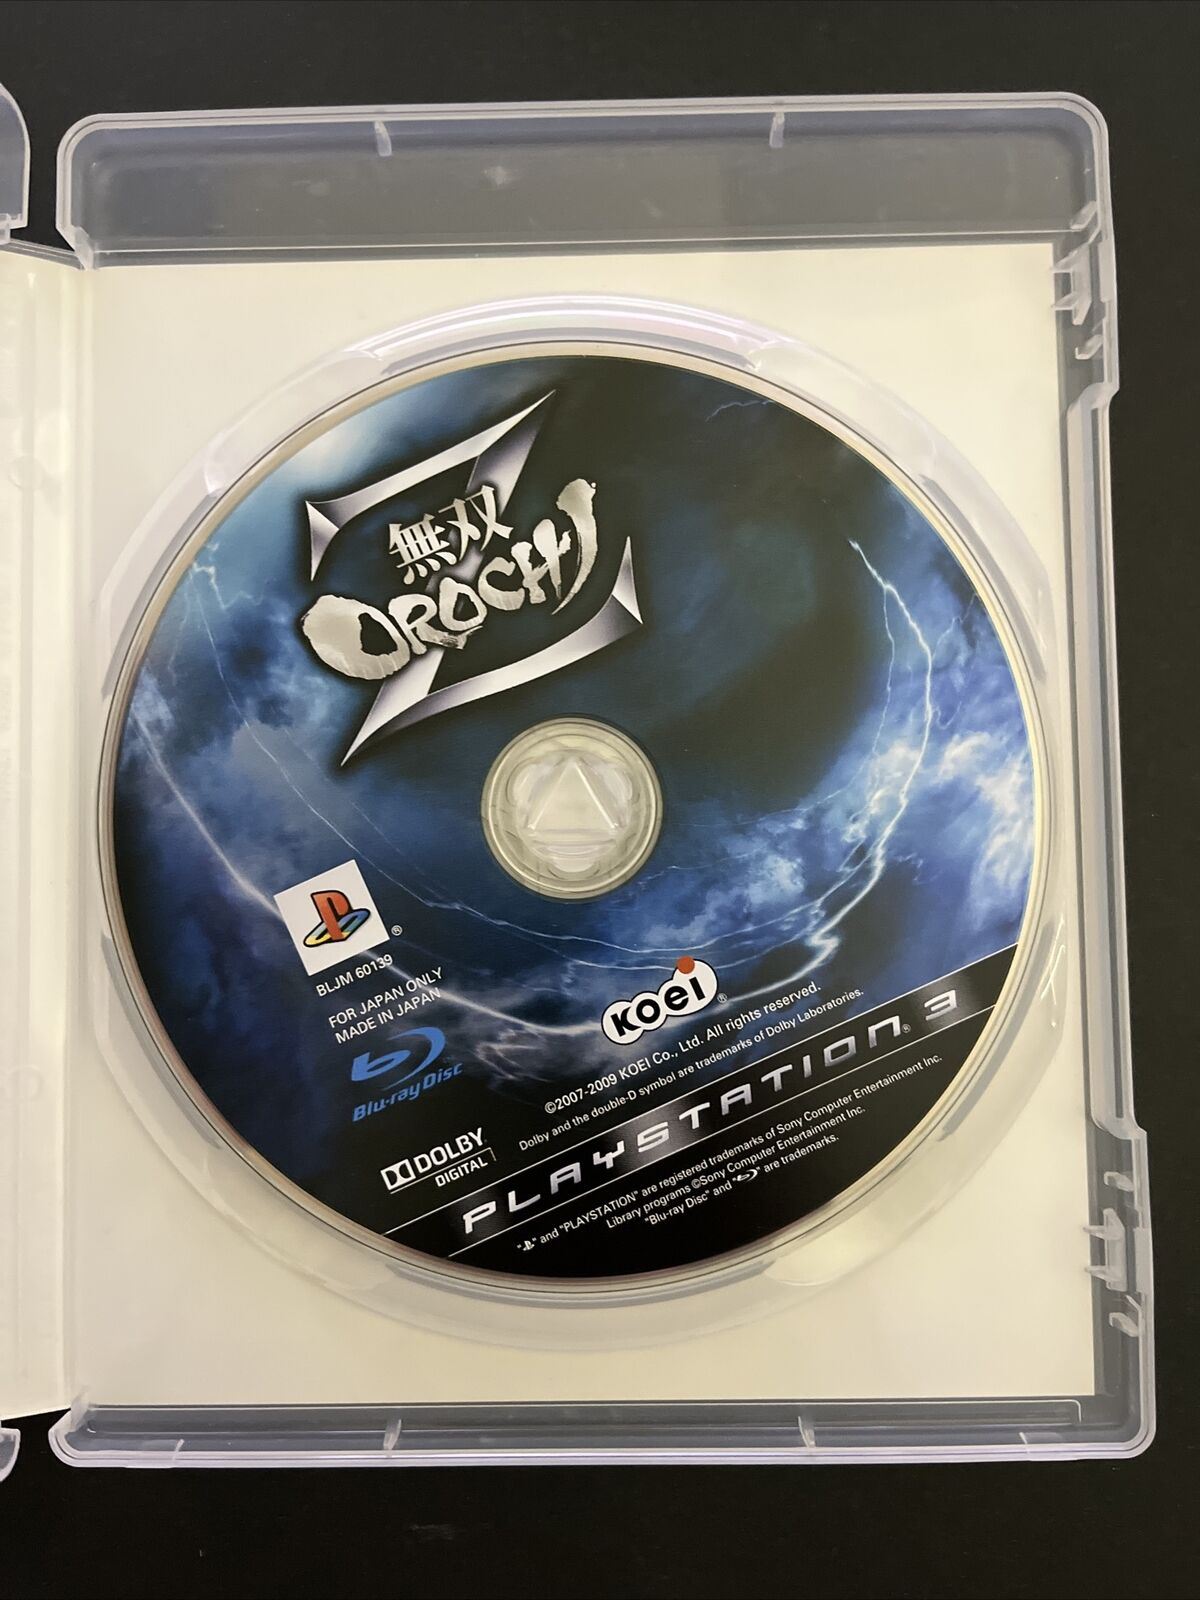 無双
OROCHI
Z
®
BLJM 60139
FOR JAPAN ONLY
MADE IN JAPAN
Blu-ray Disc
KOEI®
©2007-2009 KOEI Co., Ltd. All rights reserved.
Dolby and the double-D symbol are trademarks of Dolby Laboratories.
DOLBY
DIGITAL
PLAYSTATION®3
"PS" and "PLAYSTATION" are registered trademarks of Sony Computer Entertainment Inc.
Library programs ©Sony Computer Entertainment Inc.
"Blu-ray Disc" and "BD" are trademarks.